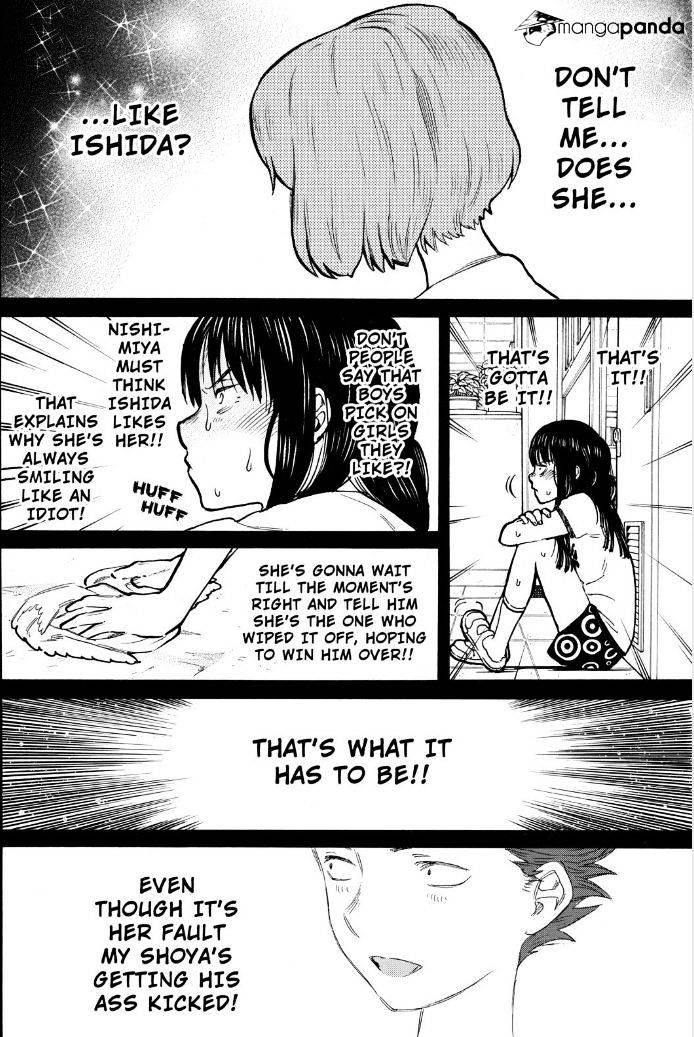 mangapanda
DON'T
TELL
ME...
DOES
SHE...
...LIKE
ISHIDA?
THAT'S
IT!!
THAT'S
GOTTA
BE IT!!
DON'T
PEOPLE
SAY THAT
BOYS
PICK ON
GIRLS
THEY
LIKE?!
NISHI-
MIYA
MUST
THINK
ISHIDA
LIKES
HER!!
THAT
EXPLAINS
WHY SHE'S
ALWAYS
SMILING
LIKE AN
IDIOT!
HUFF
HUFF
SHE'S GONNA WAIT
TILL THE MOMENT'S
RIGHT AND TELL HIM
SHE'S THE ONE WHO
WIPED IT OFF, HOPING
TO WIN HIM OVER!!
THAT'S WHAT IT
HAS TO BE!!
EVEN
THOUGH IT'S
HER FAULT
MY SHOYA'S
GETTING HIS
ASS KICKED!